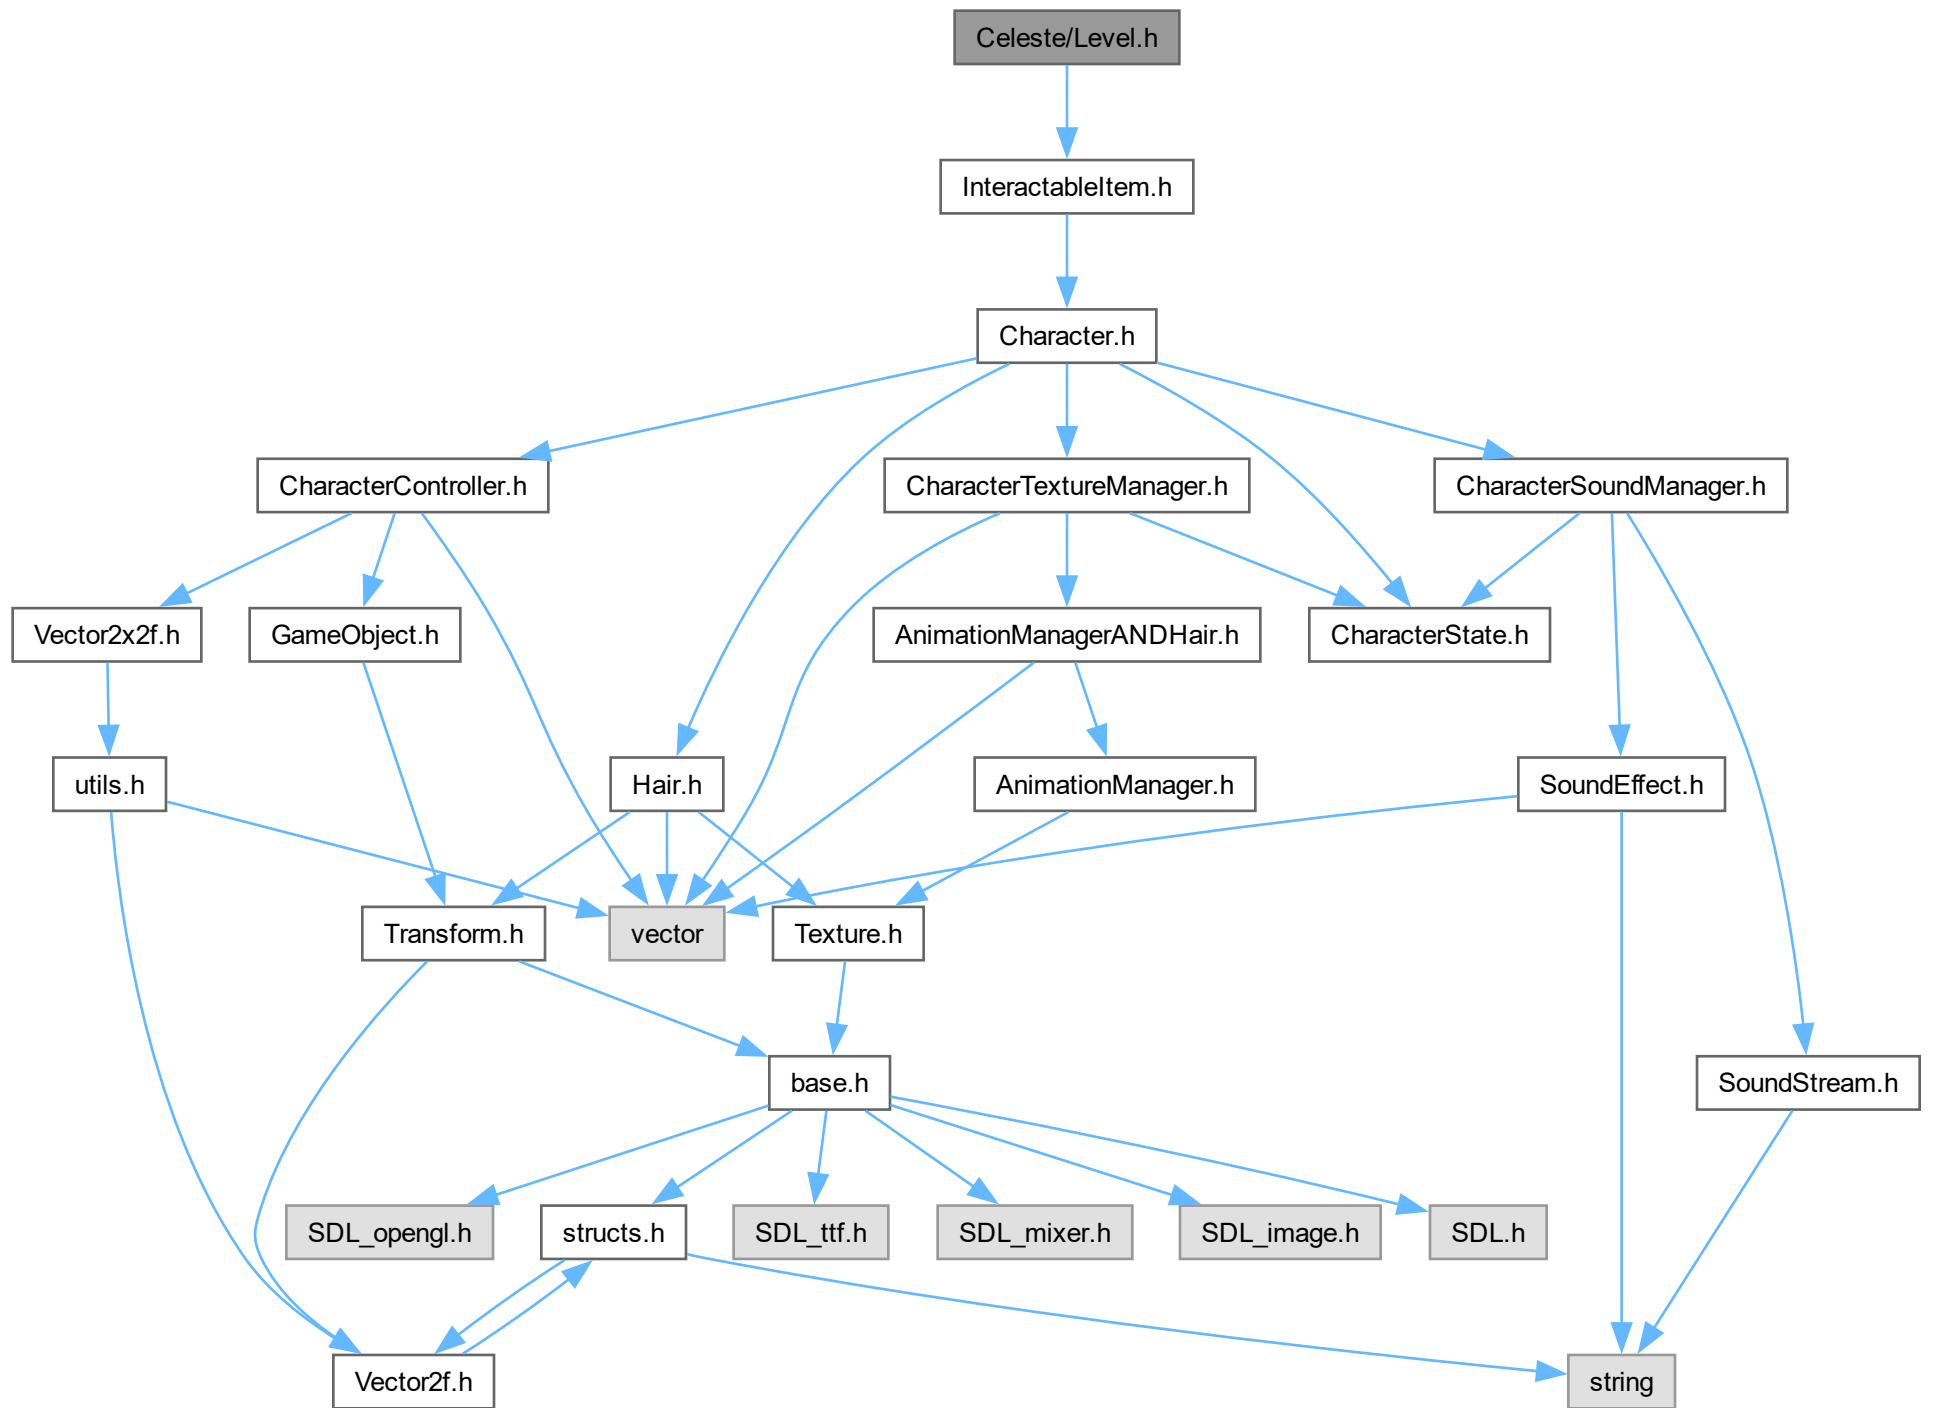 Celeste/Level.h
InteractableItem.h
Character.h
CharacterController.h
CharacterTextureManager.h
CharacterSoundManager.h
Vector2x2f.h
GameObject.h
AnimationManagerANDHair.h
CharacterState.h
utils.h
Hair.h
AnimationManager.h
SoundEffect.h
Transform.h
vector
Texture.h
base.h
SoundStream.h
SDL_opengl.h
structs.h
SDL_ttf.h
SDL_mixer.h
SDL_image.h
SDL.h
Vector2f.h
string